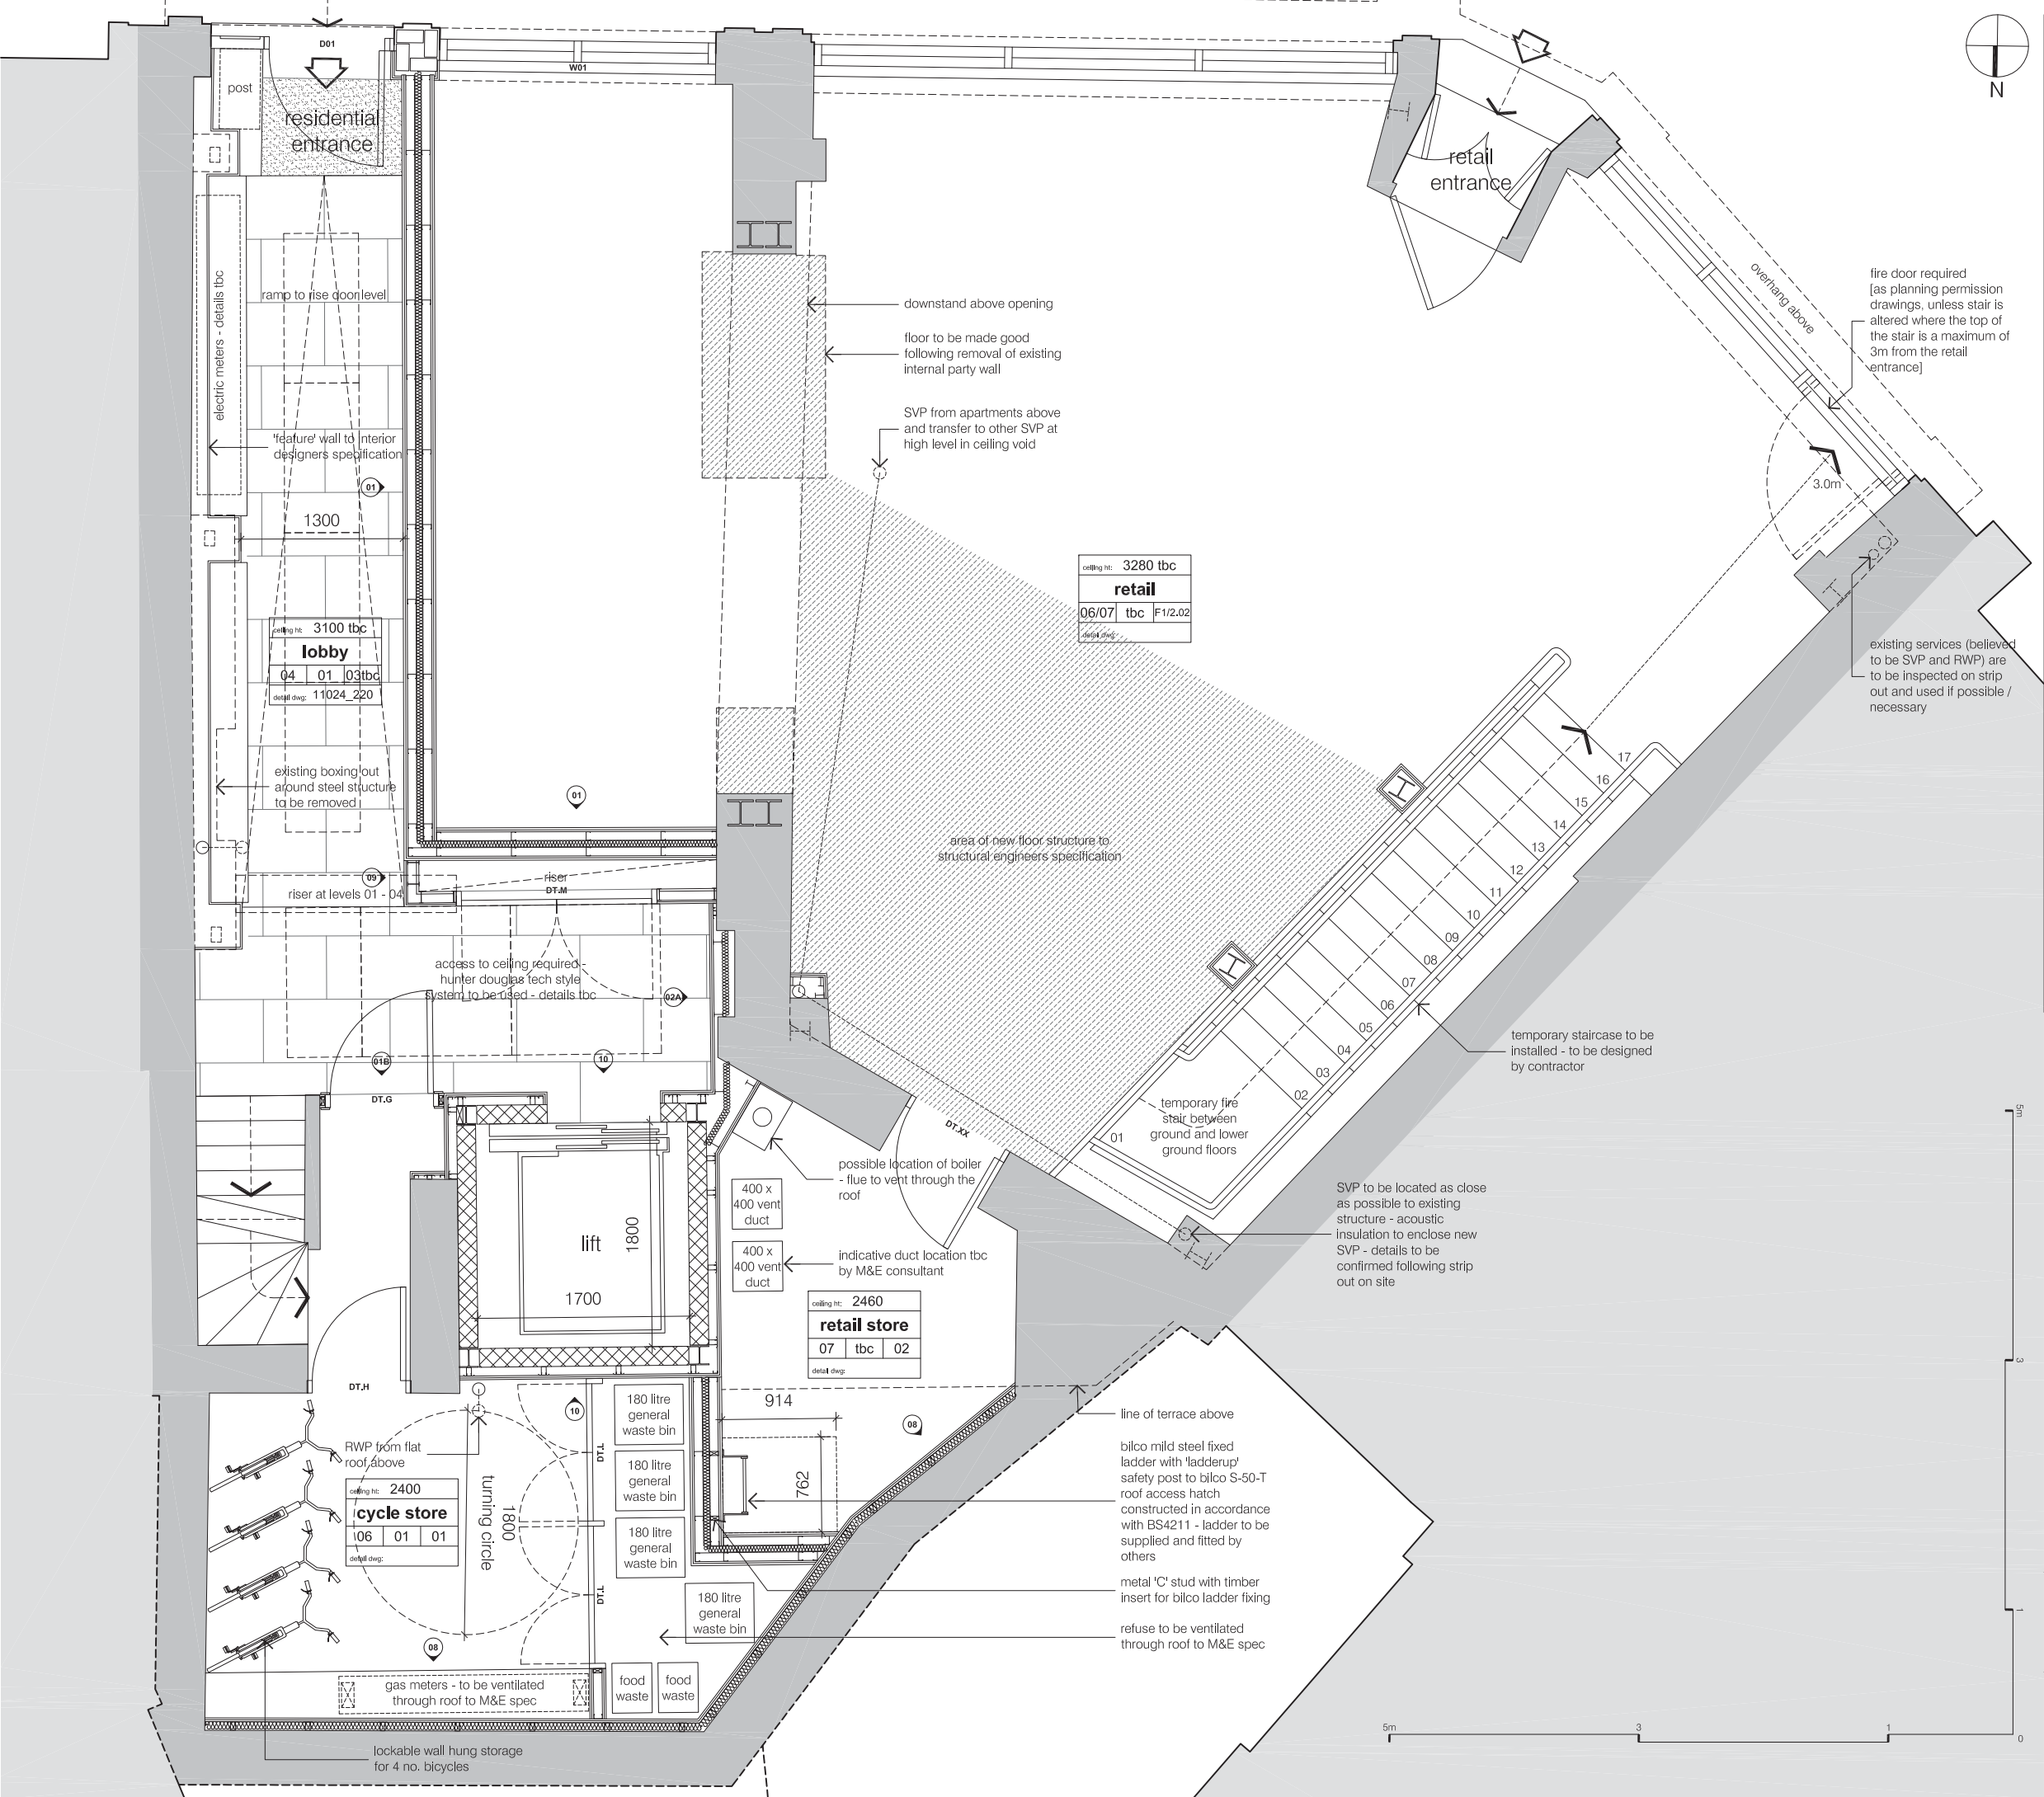 D01
post
residential
entrance
W01
retail
entrance
N
electric meters - details tbc
ramp to rise door level
'feature' wall to interior
designers specification
01
1300
downstand above opening
floor to be made good
following removal of existing
internal party wall
SVP from apartments above
and transfer to other SVP at
high level in ceiling void
overhang above
fire door required
[as planning permission
drawings, unless stair is
altered where the top of
the stair is a maximum of
3m from the retail
entrance]
3.0m
ceiling ht: 3280 tbc
retail
06/07 tbc F1/2.02
detail dwg:
ceiling ht: 3100 tbc
lobby
04 01 03tbc
detail dwg: 11024_220
existing services (believed
to be SVP and RWP) are
to be inspected on strip
out and used if possible /
necessary
existing boxing out
around steel structure
to be removed
01
area of new floor structure to
structural engineers specification
09
riser at levels 01 - 04
riser
DT.M
access to ceiling required -
hunter douglas tech style
system to be used - details tbc
02A
01B
10
DT.G
17
16
15
14
13
12
11
10
09
08
07
06
05
04
03
02
01
temporary staircase to be
installed - to be designed
by contractor
temporary fire
stair between
ground and lower
ground floors
DT.XX
possible location of boiler
- flue to vent through the
roof
400 x
400 vent
duct
400 x
400 vent
duct
indicative duct location tbc
by M&E consultant
SVP to be located as close
as possible to existing
structure - acoustic
insulation to enclose new
SVP - details to be
confirmed following strip
out on site
lift
1800
1700
ceiling ht: 2460
retail store
07 tbc 02
detail dwg:
DT.H
10
914
762
08
line of terrace above
RWP from flat
roof above
180 litre
general
waste bin
180 litre
general
waste bin
180 litre
general
waste bin
180 litre
general
waste bin
DT.L
DT.L
ceiling ht: 2400
cycle store
06 01 01
detail dwg:
1800
turning circle
bilco mild steel fixed
ladder with 'ladderup'
safety post to bilco S-50-T
roof access hatch
constructed in accordance
with BS4211 - ladder to be
supplied and fitted by
others
metal 'C' stud with timber
insert for bilco ladder fixing
refuse to be ventilated
through roof to M&E spec
08
gas meters - to be ventilated
through roof to M&E spec
food
waste
food
waste
lockable wall hung storage
for 4 no. bicycles
5m
3
1
0
5m
3
1